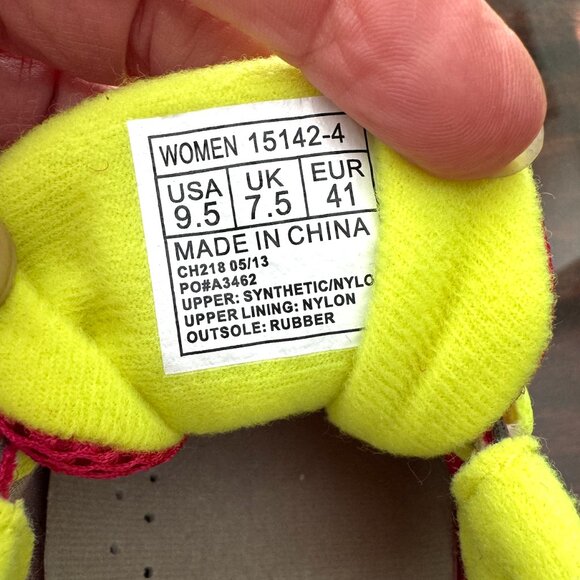 WOMEN 15142-4
USA UK EUR
9.5 7.5 41
MADE IN CHINA
CH218 05/13
PO#A3462
UPPER: SYNTHETIC/NYLO
UPPER LINING: NYLON
OUTSOLE: RUBBER